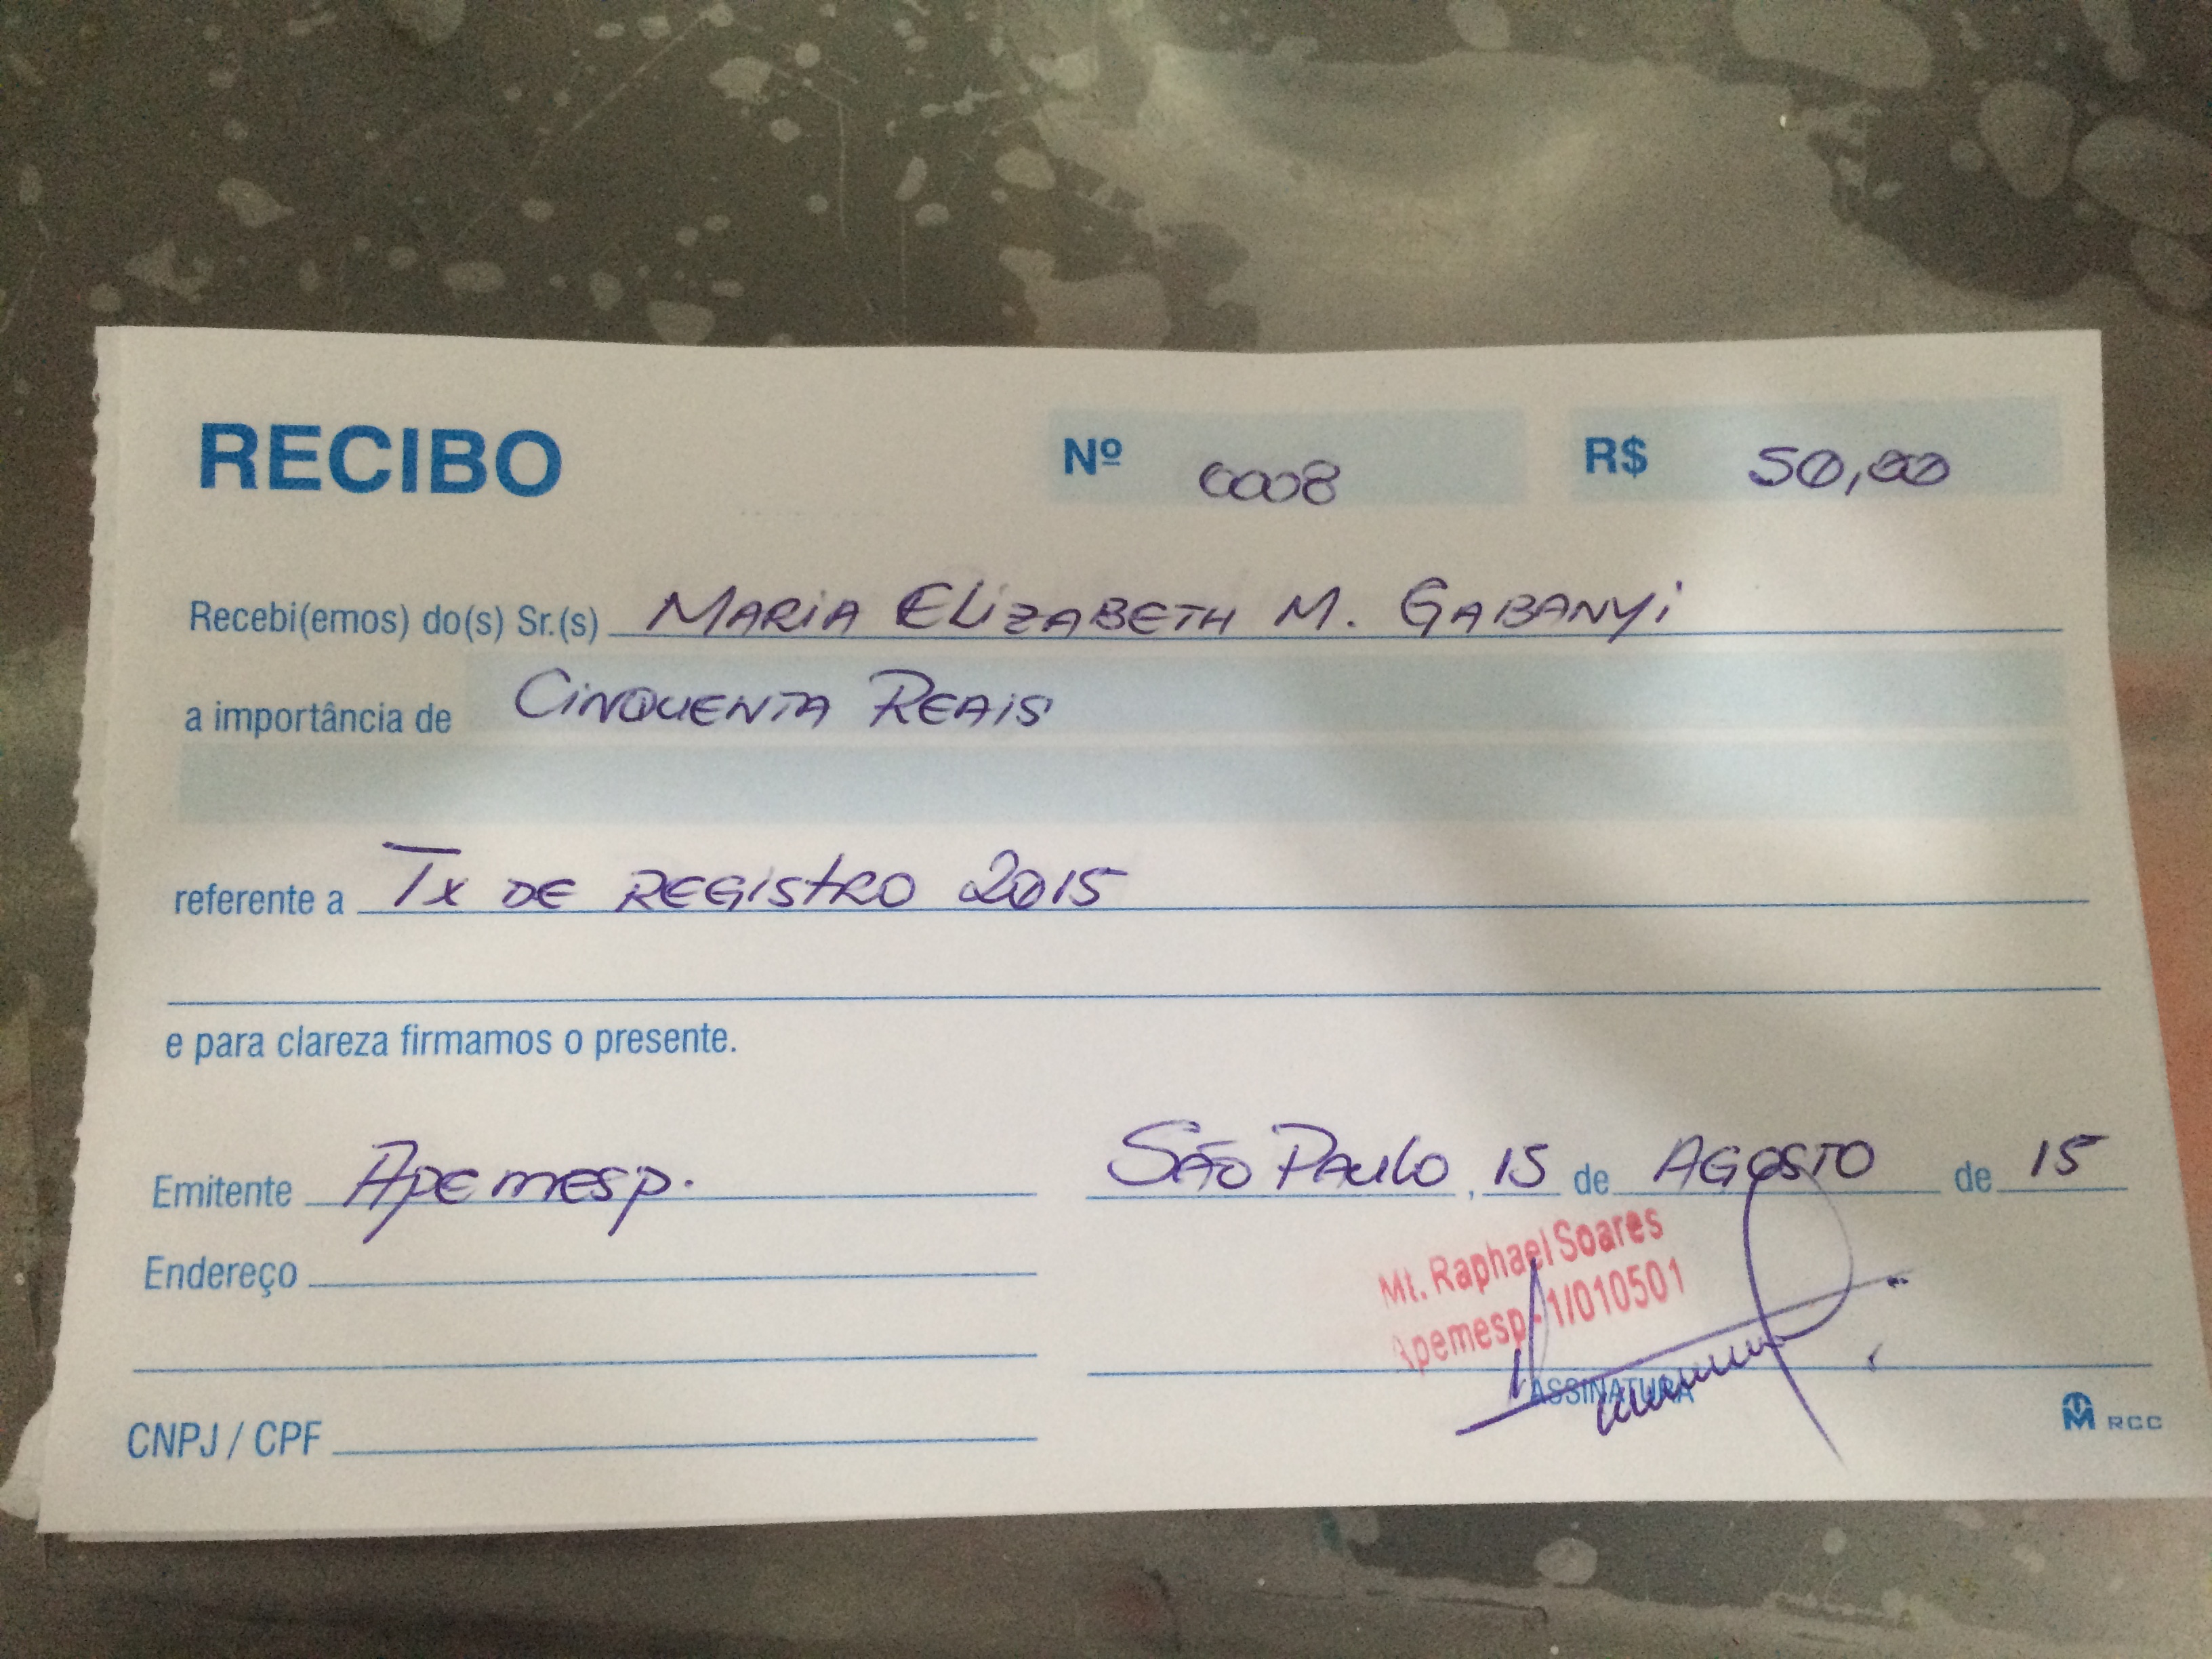 RECIBO Nº 0008 R$ 50,00
Recebi(emos) do(s) Sr.(s) MARIA ELIZABETH M. GABANYI
a importância de CINQUENTA REAIS
referente a TX DE REGISTRO 2015
e para clareza firmamos o presente.
Emitente Apemesp. SÃO PAULO, 15 de AGOSTO de 15
Endereço
Mt. Raphael Soares
Apemesp - 1/010501
ASSINATURA
CNPJ / CPF
RCC